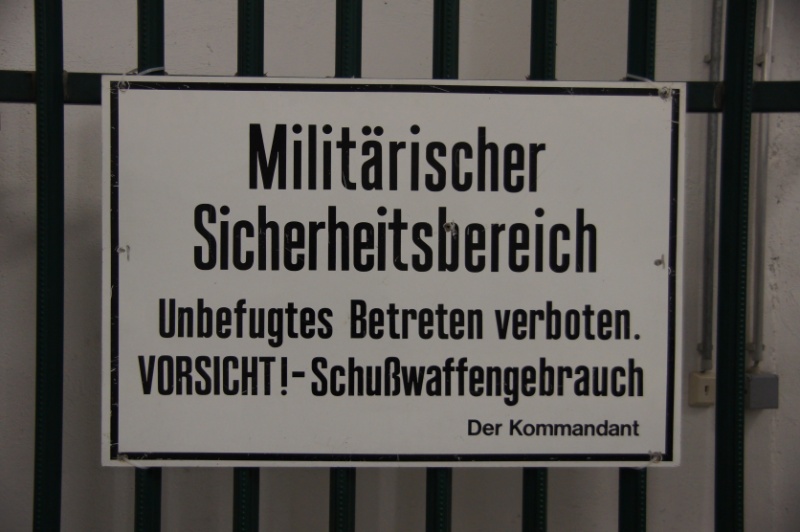 Militärischer
Sicherheitsbereich
Unbefugtes Betreten verboten.
VORSICHT!-Schußwaffengebrauch
Der Kommandant